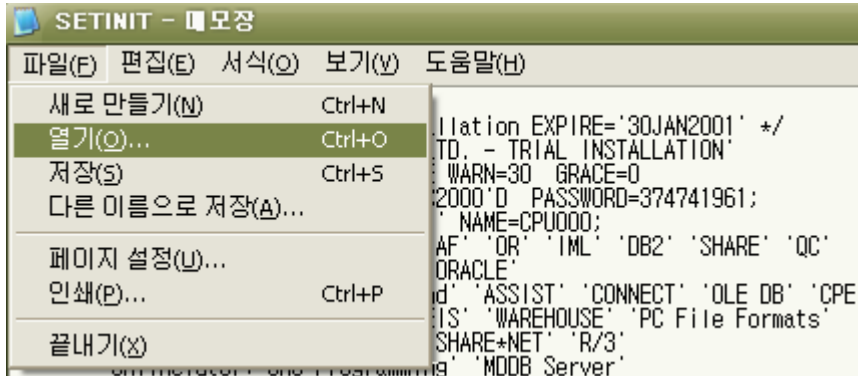 SETINIT - 메모장
파일(F) 편집(E) 서식(O) 보기(V) 도움말(H)
새로 만들기(N) Ctrl+N
열기(O)... Ctrl+O
저장(S) Ctrl+S
다른 이름으로 저장(A)...
페이지 설정(U)...
인쇄(P)... Ctrl+P
끝내기(X)
llation EXPIRE='30JAN2001' */
TD. - TRIAL INSTALLATION'
WARN=30 GRACE=0
2000'D PASSWORD=374741961;
' NAME=CPU000;
AF' 'OR' 'IML' 'DB2' 'SHARE' 'QC'
ORACLE'
d' 'ASSIST' 'CONNECT' 'OLE DB' 'CPE
IS' 'WAREHOUSE' 'PC File Formats'
SHARE*NET' 'R/3'
'MDDB Server'